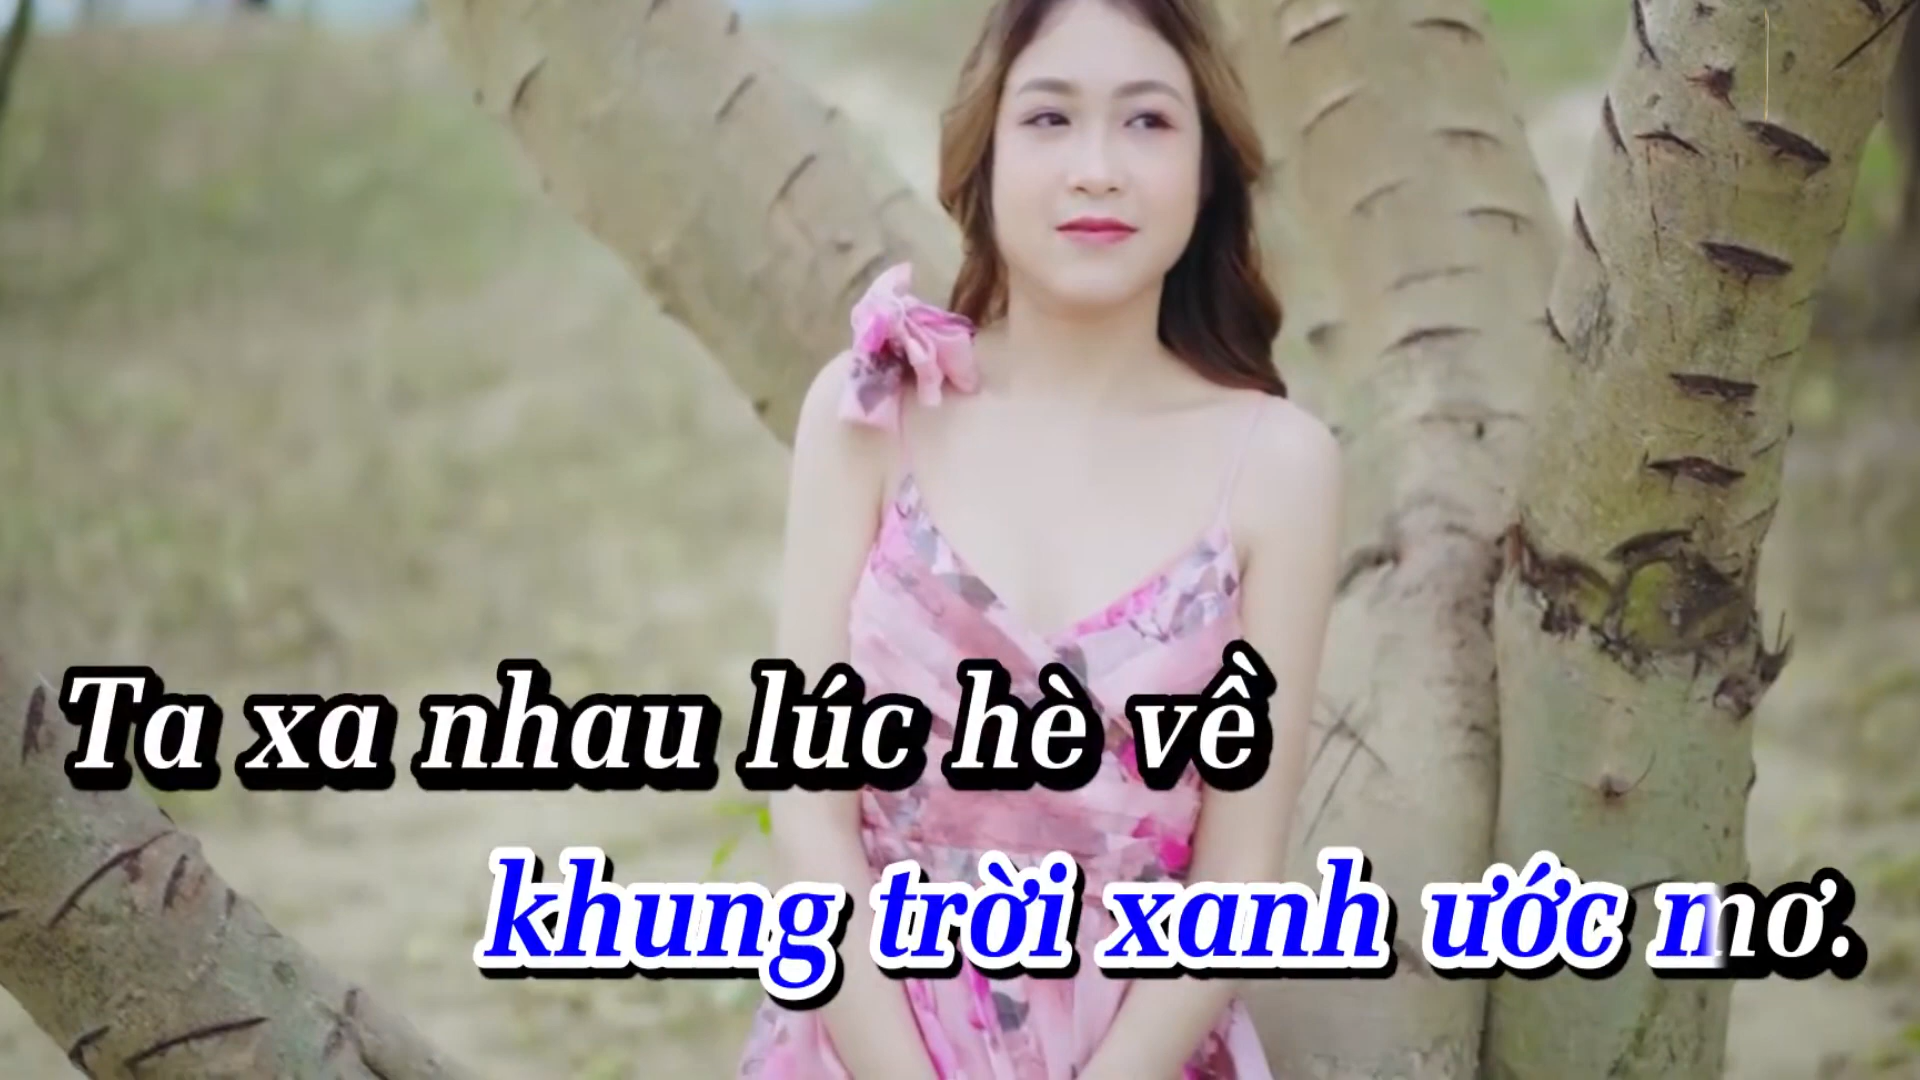 Ta xa nhau lúc hè về
khung trời xanh ước mơ.